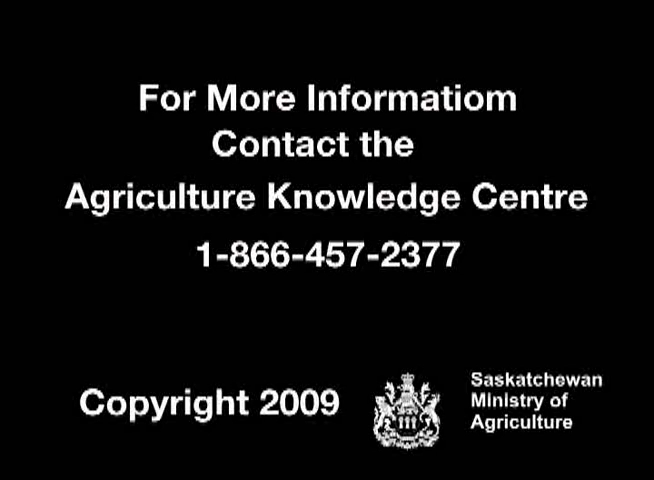 For More Informatiom
Contact the
Agriculture Knowledge Centre
1-866-457-2377
Copyright 2009
Saskatchewan
Ministry of
Agriculture